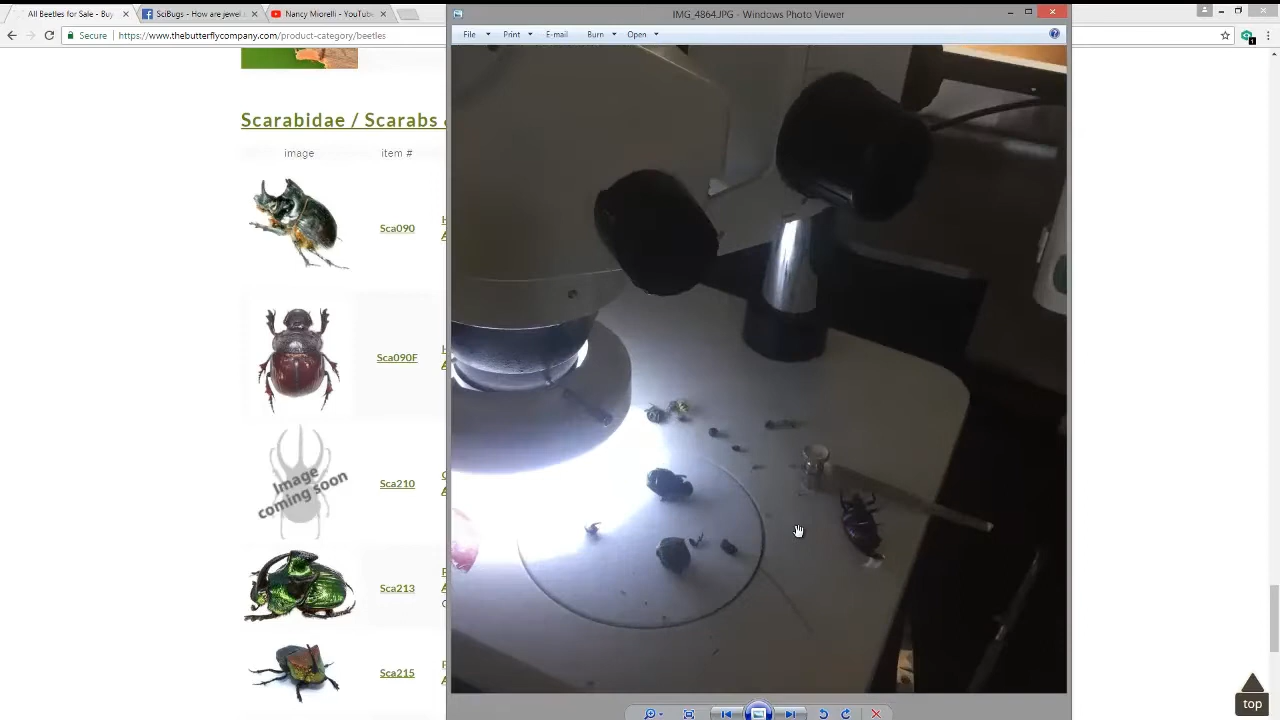 All Beetles for Sale - Buy
SciBugs - How are jewel
Nancy Miorelli - YouTube
IMG_4864.JPG - Windows Photo Viewer
Secure
https://www.thebutterflycompany.com/product-category/beetles
File
Print
E-mail
Burn
Open
Scarabidae / Scarabs
image
item #
Sca090
Sca090F
Image
coming soon
Sca210
Sca213
Sca215
top